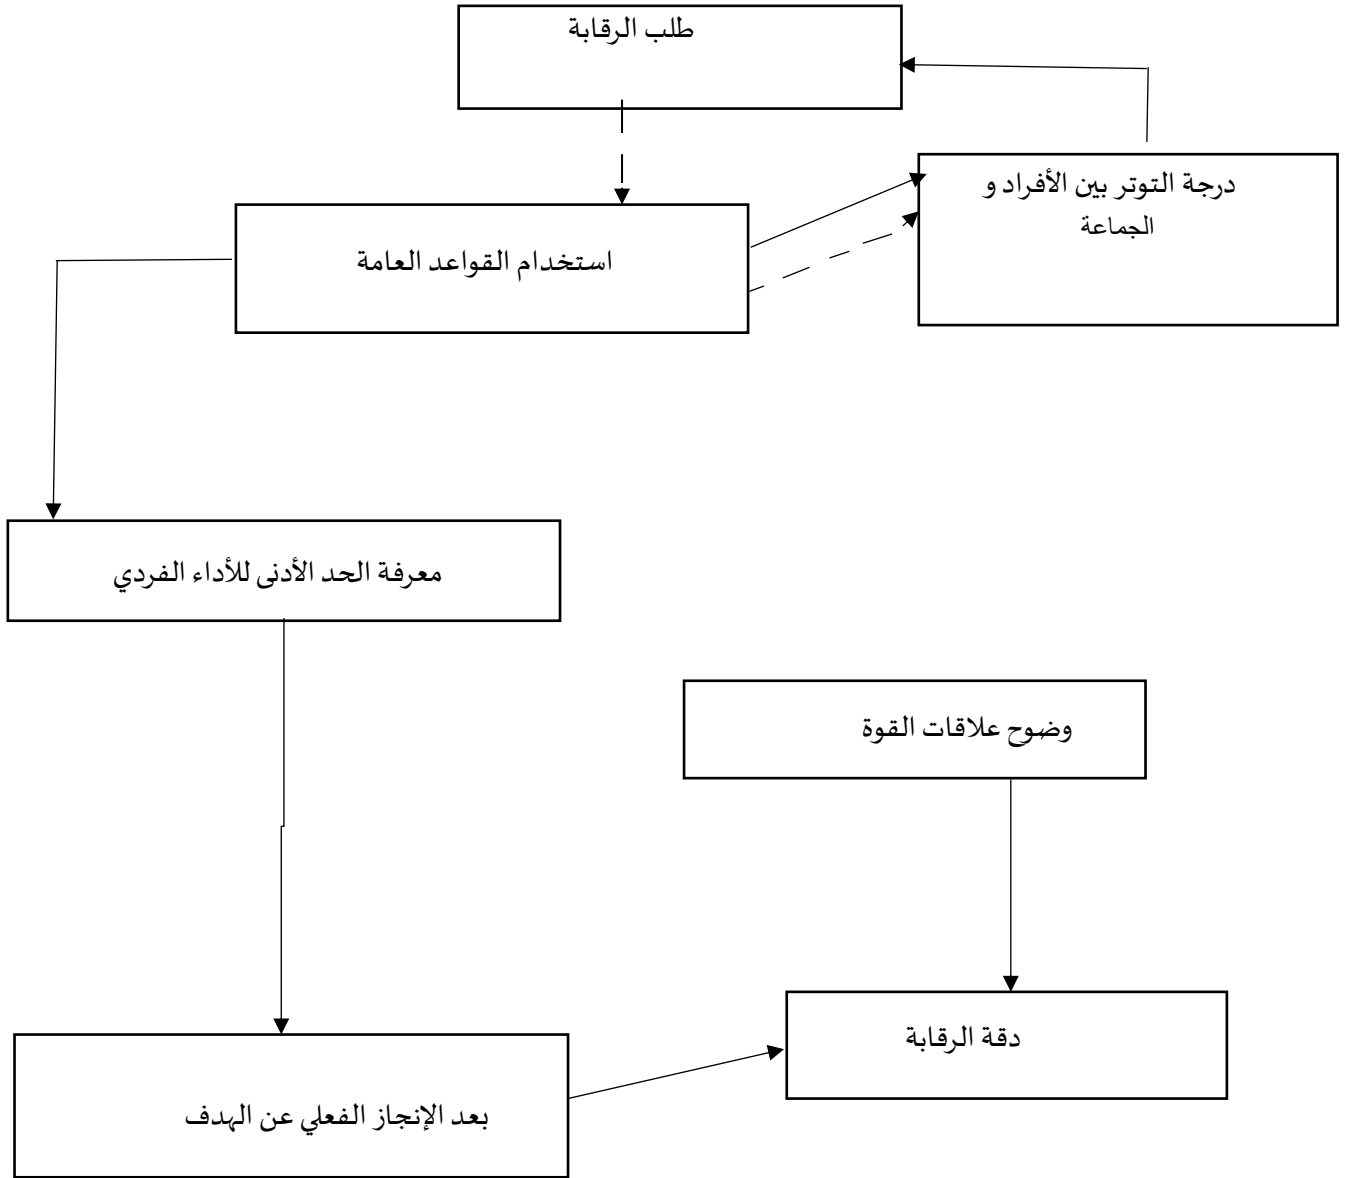 طلب الرقابة
درجة التوتر بين الأفراد و
الجماعة
استخدام القواعد العامة
معرفة الحد الأدنى للأداء الفردي
وضوح علاقات القوة
دقة الرقابة
بعد الإنجاز الفعلي عن الهدف